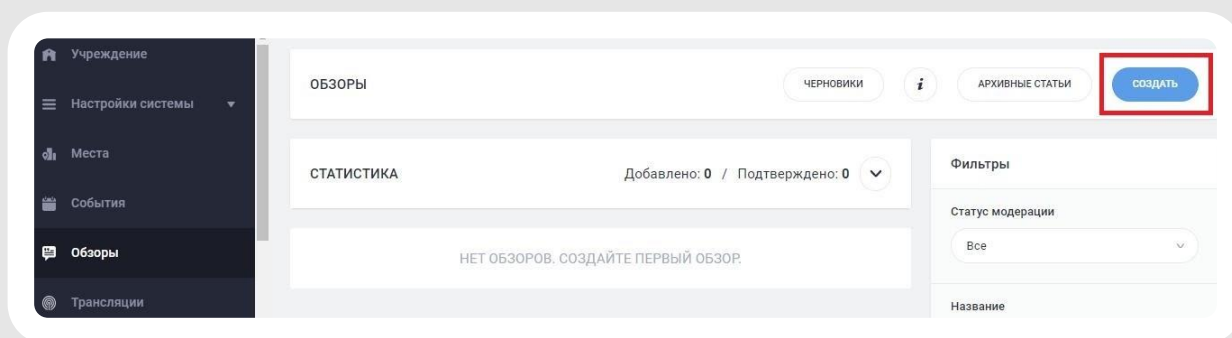 Учреждение
Настройки системы
Места
События
Обзоры
Трансляции
ОБЗОРЫ
ЧЕРНОВИКИ
i
АРХИВНЫЕ СТАТЬИ
СОЗДАТЬ
СТАТИСТИКА
Добавлено: 0 / Подтверждено: 0
НЕТ ОБЗОРОВ. СОЗДАЙТЕ ПЕРВЫЙ ОБЗОР.
Фильтры
Статус модерации
Все
Название